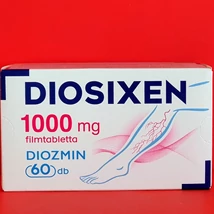 DIOSIXEN
1000 mg
filmtabletta
DIOZMIN
60 db